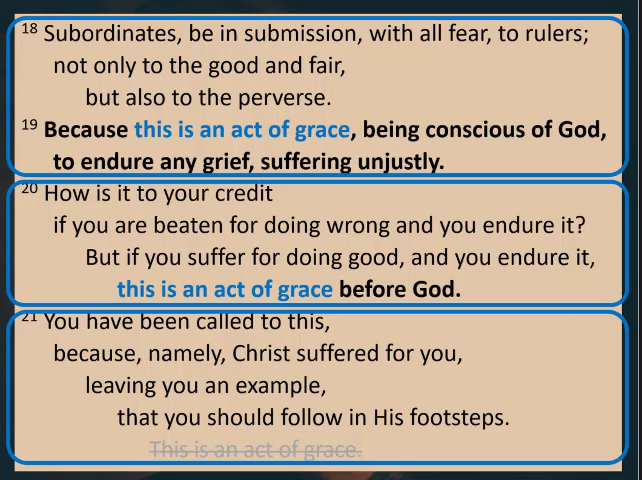 18 Subordinates, be in submission, with all fear, to rulers;
not only to the good and fair,
but also to the perverse.
19 Because this is an act of grace, being conscious of God,
to endure any grief, suffering unjustly.
20 How is it to your credit
if you are beaten for doing wrong and you endure it?
But if you suffer for doing good, and you endure it,
this is an act of grace before God.
21 You have been called to this,
because, namely, Christ suffered for you,
leaving you an example,
that you should follow in His footsteps.
This is an act of grace.